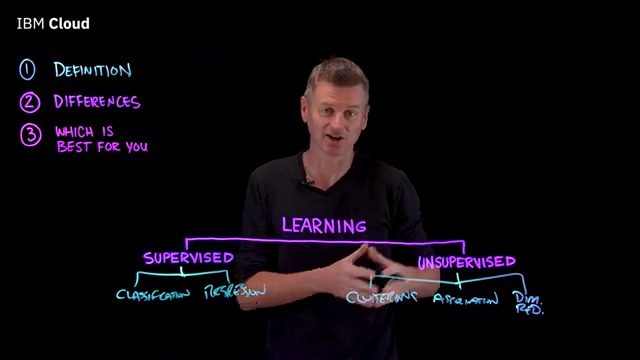 IBM Cloud
1 DEFINITION
2 DIFFERENCES
3 WHICH IS
BEST FOR YOU
LEARNING
SUPERVISED
UNSUPERVISED
CLASSIFICATION REGRESSION
CLUSTERING ASSOCIATION DIM.
RED.